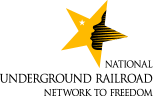 NATIONAL
UNDERGROUND RAILROAD
NETWORK TO FREEDOM